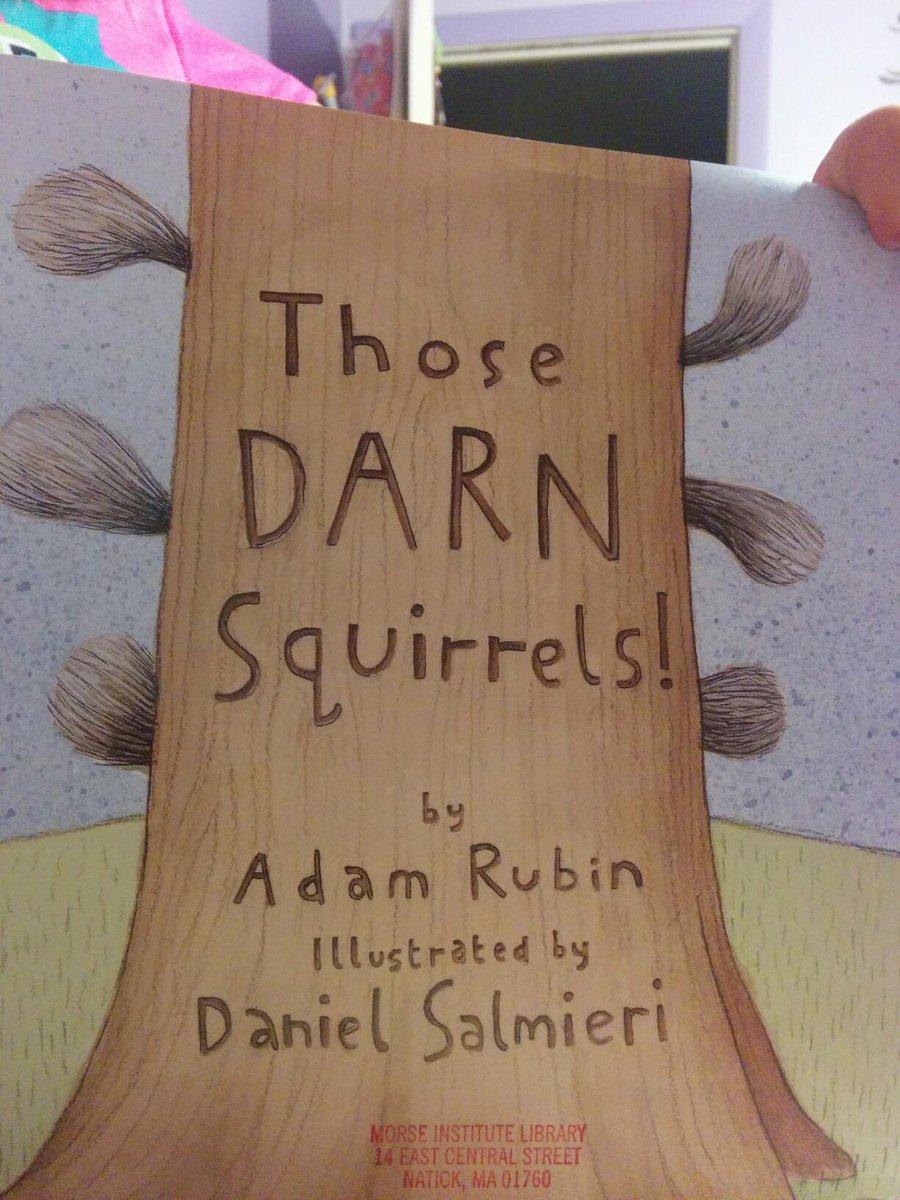 Those
DARN
Squirrels!
by
Adam Rubin
Illustrated by
Daniel Salmieri
MORSE INSTITUTE LIBRARY
14 EAST CENTRAL STREET
NATICK, MA 01760